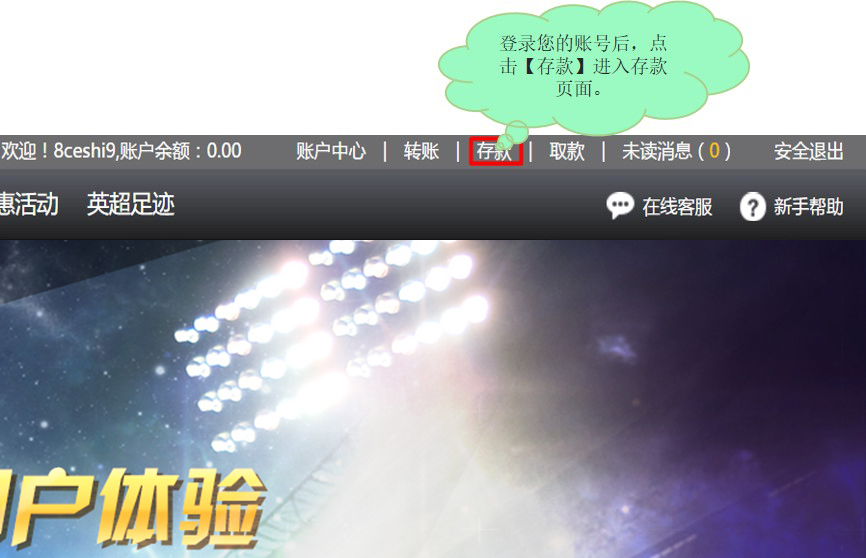 登录您的账号后，点
击【存款】进入存款
页面。
欢迎！8ceshi9,账户余额：0.00 账户中心 | 转账 | 存款 | 取款 | 未读消息（0） 安全退出
惠活动 英超足迹 在线客服 新手帮助
户体验